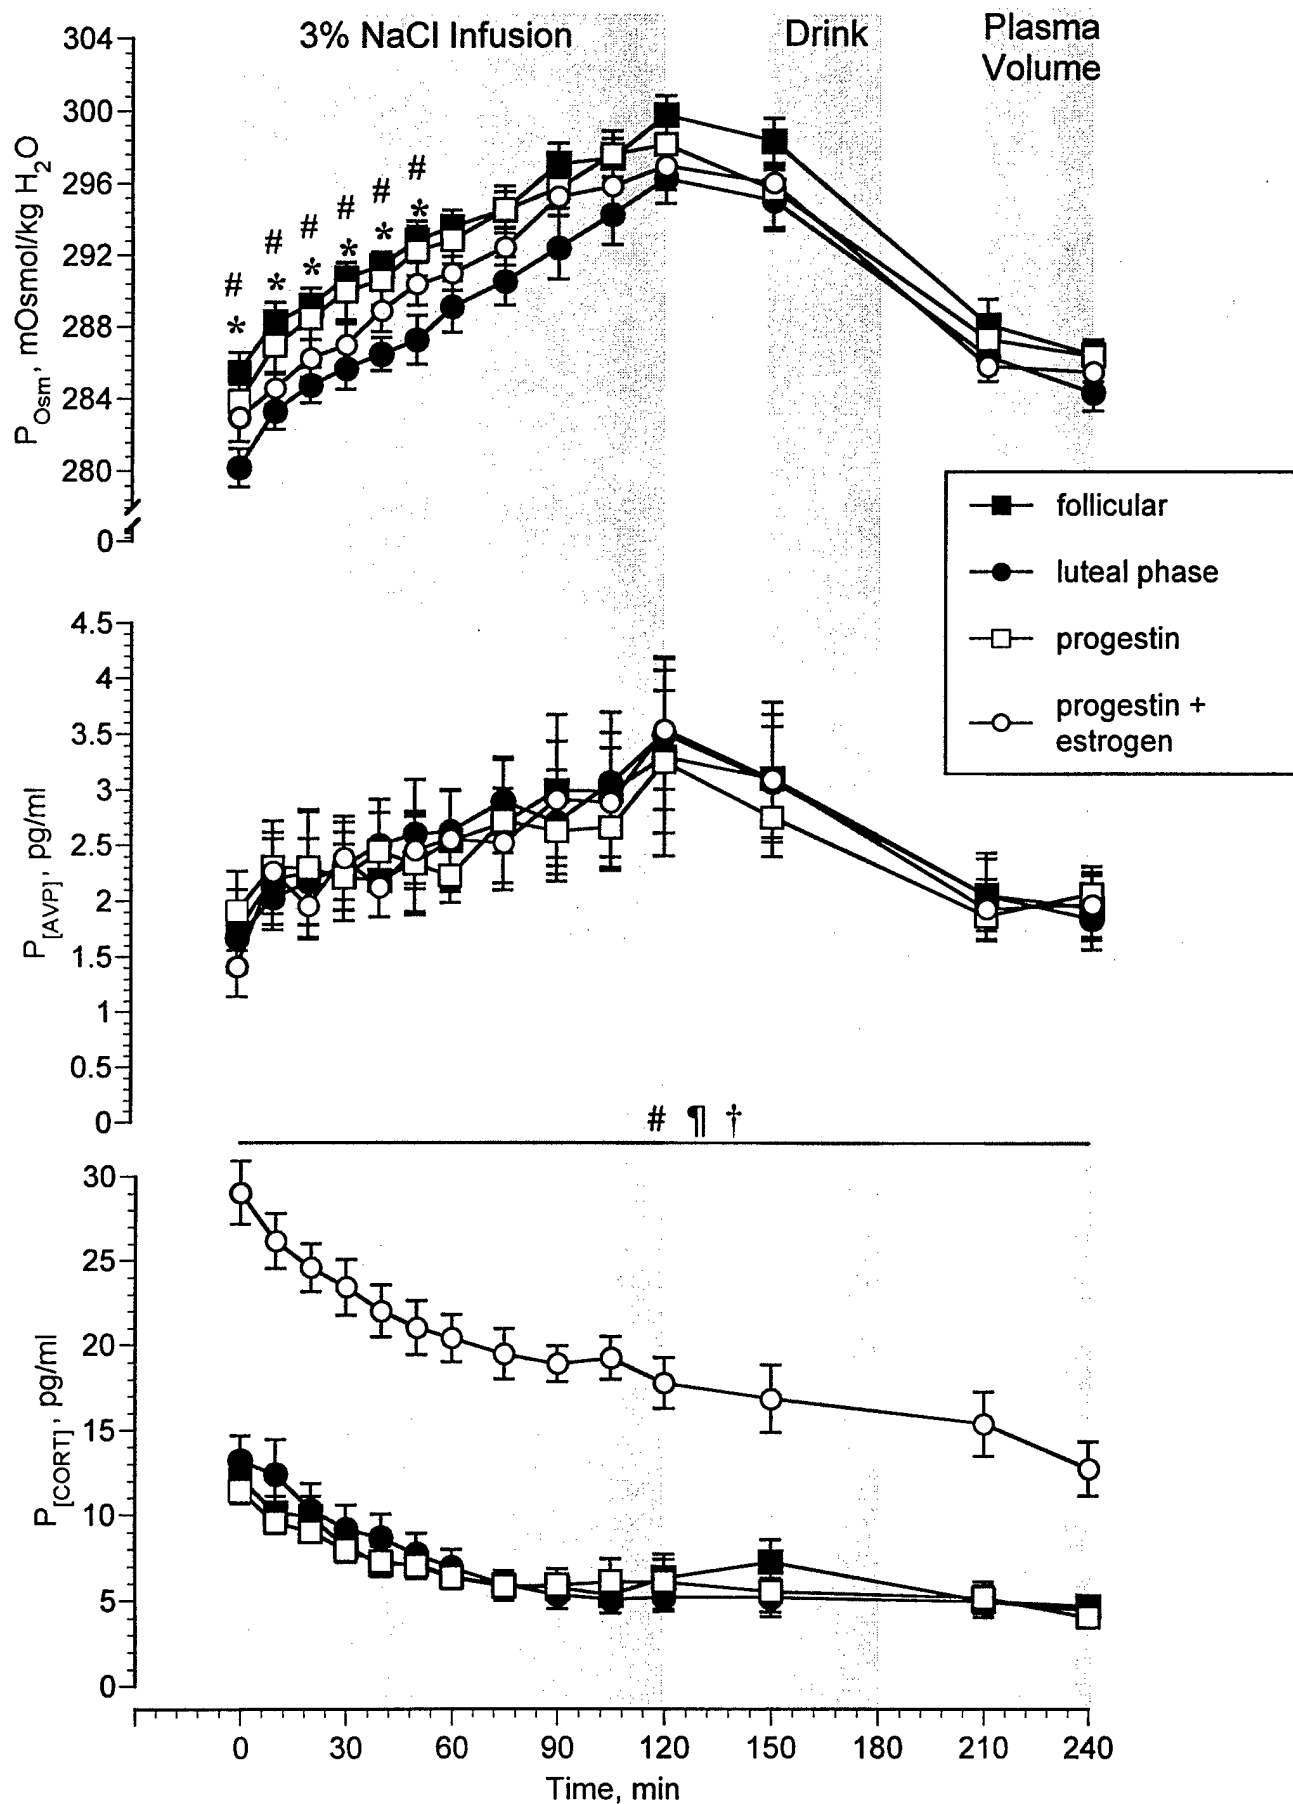 3% NaCl Infusion
Drink
Plasma
Volume
304
300
296
292
288
284
280
0
P Osm, mOsmol/kg H2O
# # # # # #
* * * * * *
follicular
luteal phase
progestin
progestin +
estrogen
4.5
4
3.5
3
2.5
2
1.5
1
0.5
0
P[AVP], pg/ml
# ¶ †
30
25
20
15
10
5
0
P[CORT], pg/ml
0 30 60 90 120 150 180 210 240
Time, min